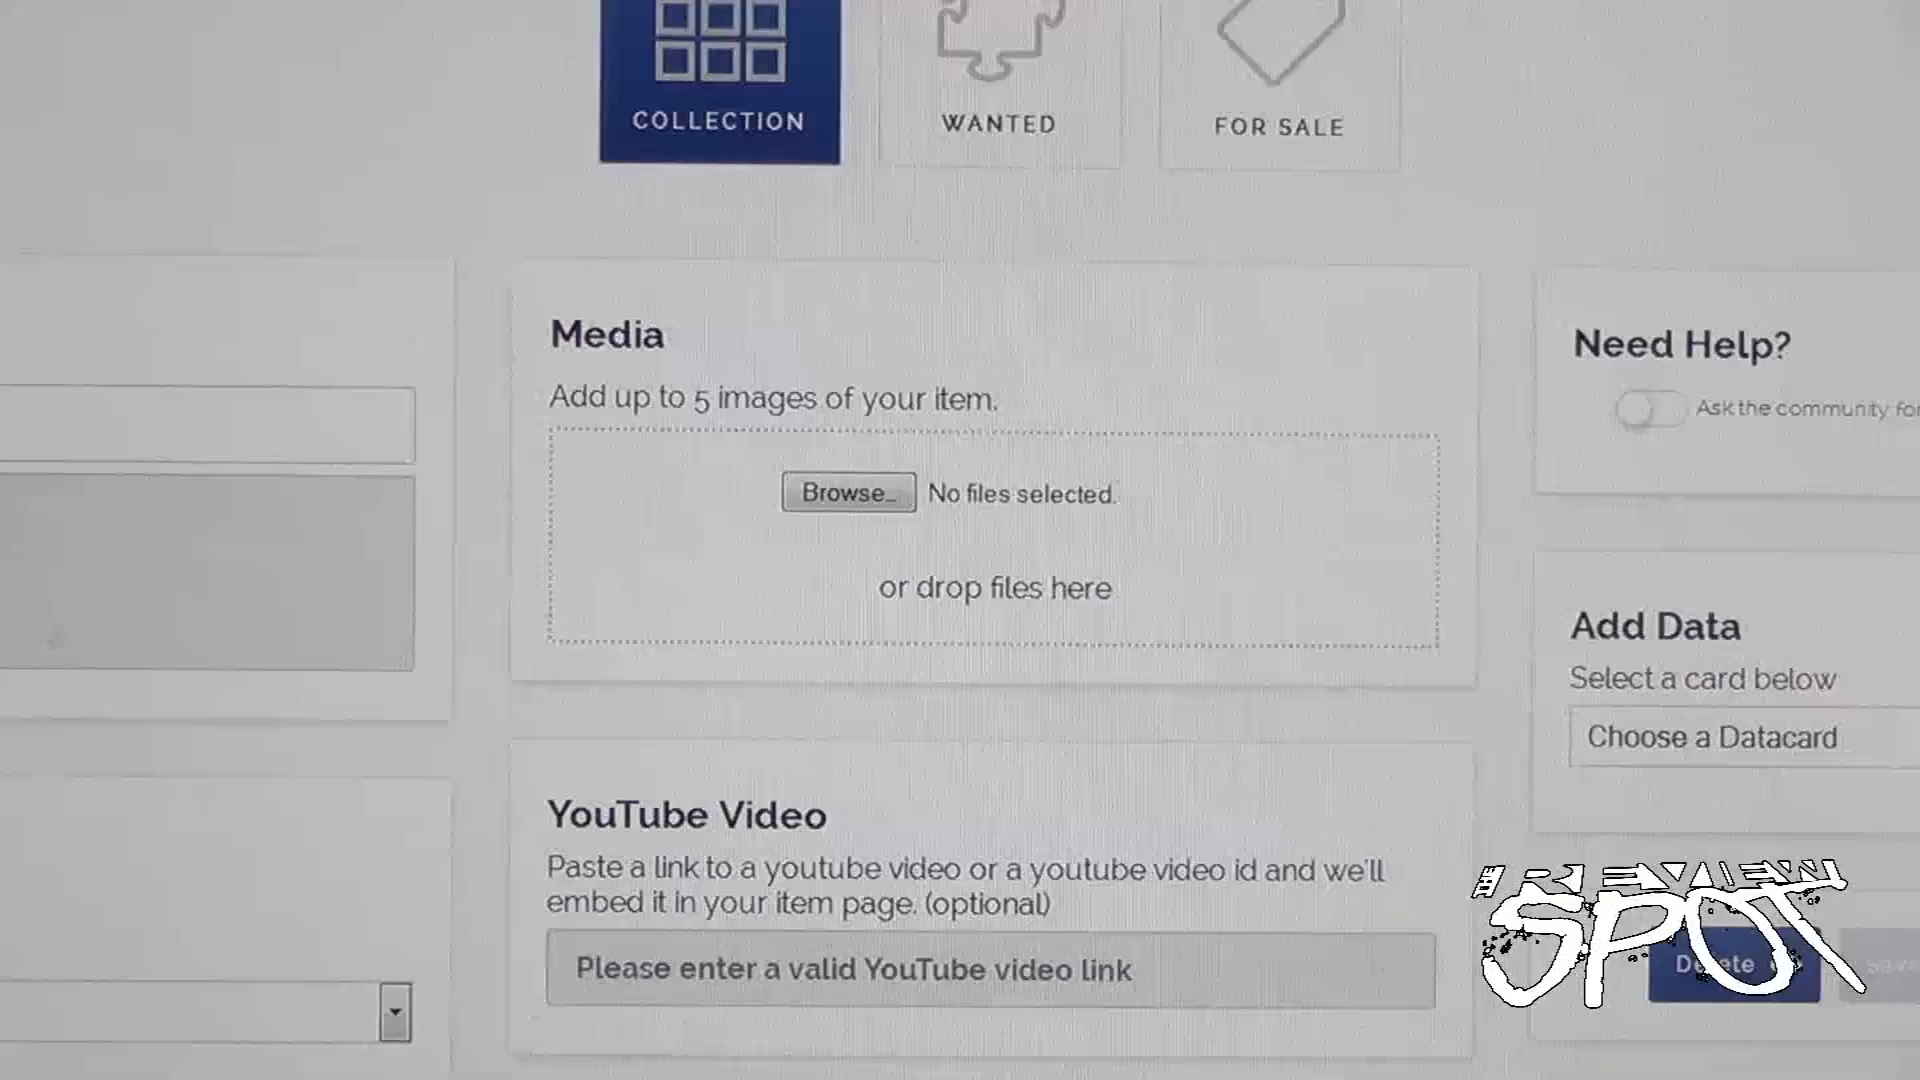 COLLECTION
WANTED
FOR SALE
Media
Add up to 5 images of your item.
Browse_ No files selected.
or drop files here
YouTube Video
Paste a link to a youtube video or a youtube video id and we'll
embed it in your item page. (optional)
Please enter a valid YouTube video link
Need Help?
Ask the community for
Add Data
Select a card below
Choose a Datacard
REVIEW
SPOT